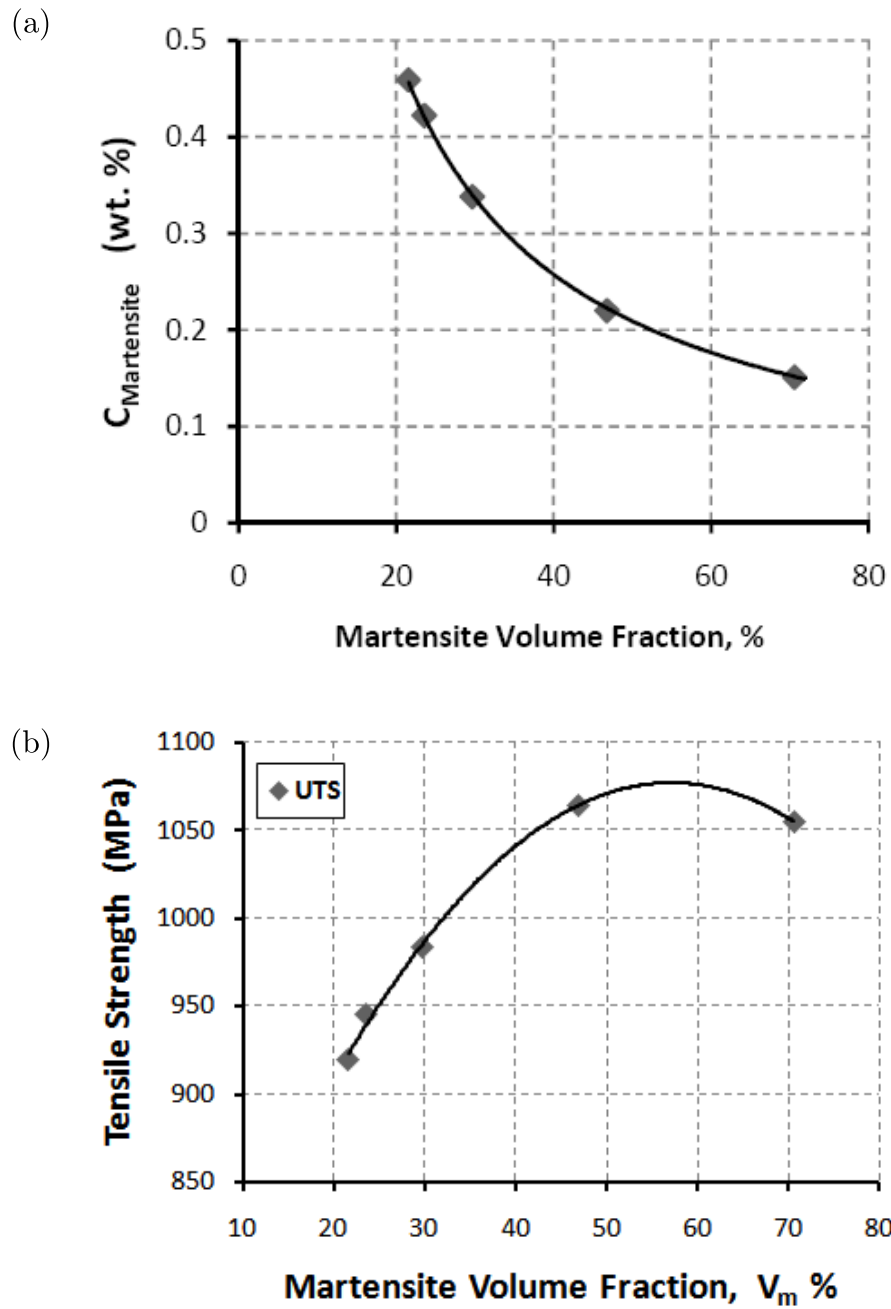 (a)
0.5
0.4
0.3
0.2
0.1
0
C_Martensite (wt. %)
0 20 40 60 80
Martensite Volume Fraction, %
(b)
1100
1050
1000
950
900
850
Tensile Strength (MPa)
UTS
10 20 30 40 50 60 70 80
Martensite Volume Fraction, V_m %